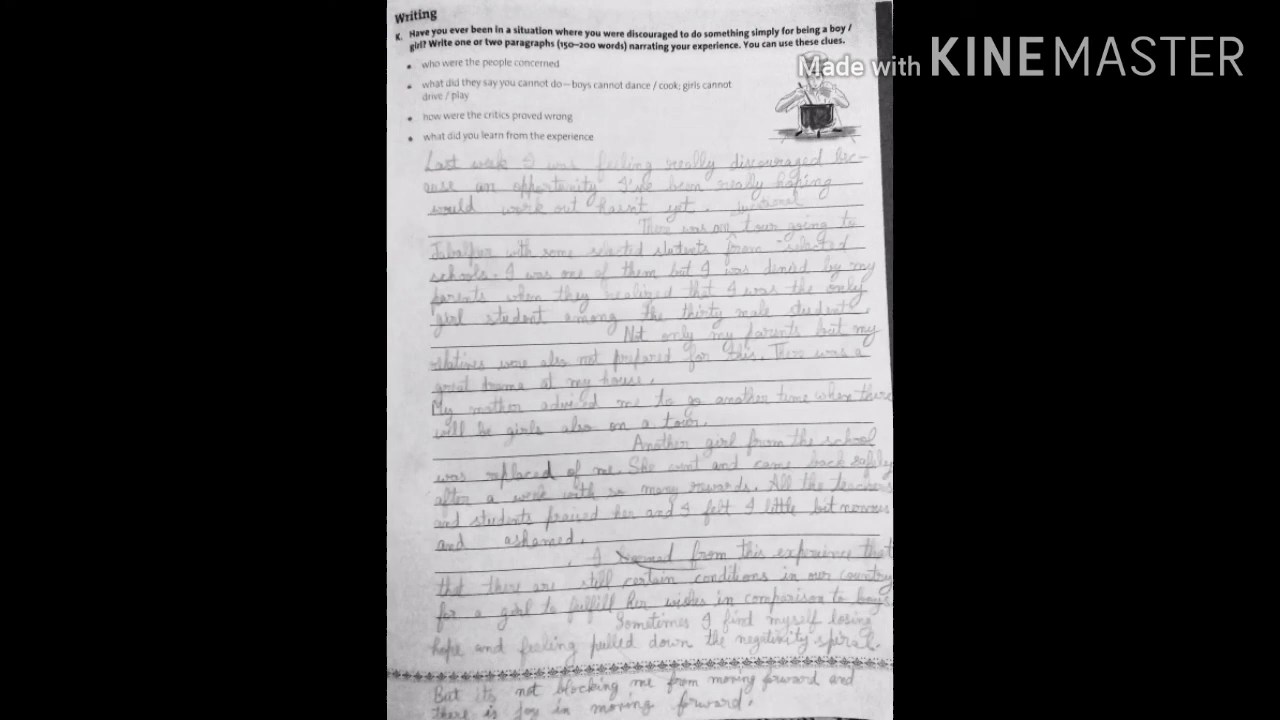 Writing
K. Have you ever been in a situation where you were discouraged to do something simply for being a boy /
girl? Write one or two paragraphs (150–200 words) narrating your experience. You can use these clues.
• who were the people concerned
• what did they say you cannot do – boys cannot dance / cook; girls cannot
drive / play
• how were the critics proved wrong
• what did you learn from the experience
Made with KINEMASTER
Last week I was feeling really discouraged bec-
ause an opportunity I've been really hoping
would work out hasn't yet.
There was tour going to
Jabalpur with some selected students from selected
schools. I was one of them but I was denied by my
parents when they realized that I was the only
girl student among the thirty male student.
Not only my parents but my
relatives were also not prepared for this. There was a
great drama at my house.
My mother advised me to go another time when there
will be girls also on a tour.
Another girl from the school
was replaced of me. She went and came back safely
after a week with so many rewards. All the teachers
and students praised her and I felt I little bit nervous
and ashamed.
I learned from this experience that
that there are still certain conditions in our country
for a girl to fulfill her wishes in comparison to boys.
Sometimes I find myself losing
hope and feeling pulled down the negativity spiral.
But its not blocking me from moving forward and
there is joy in moving forward.